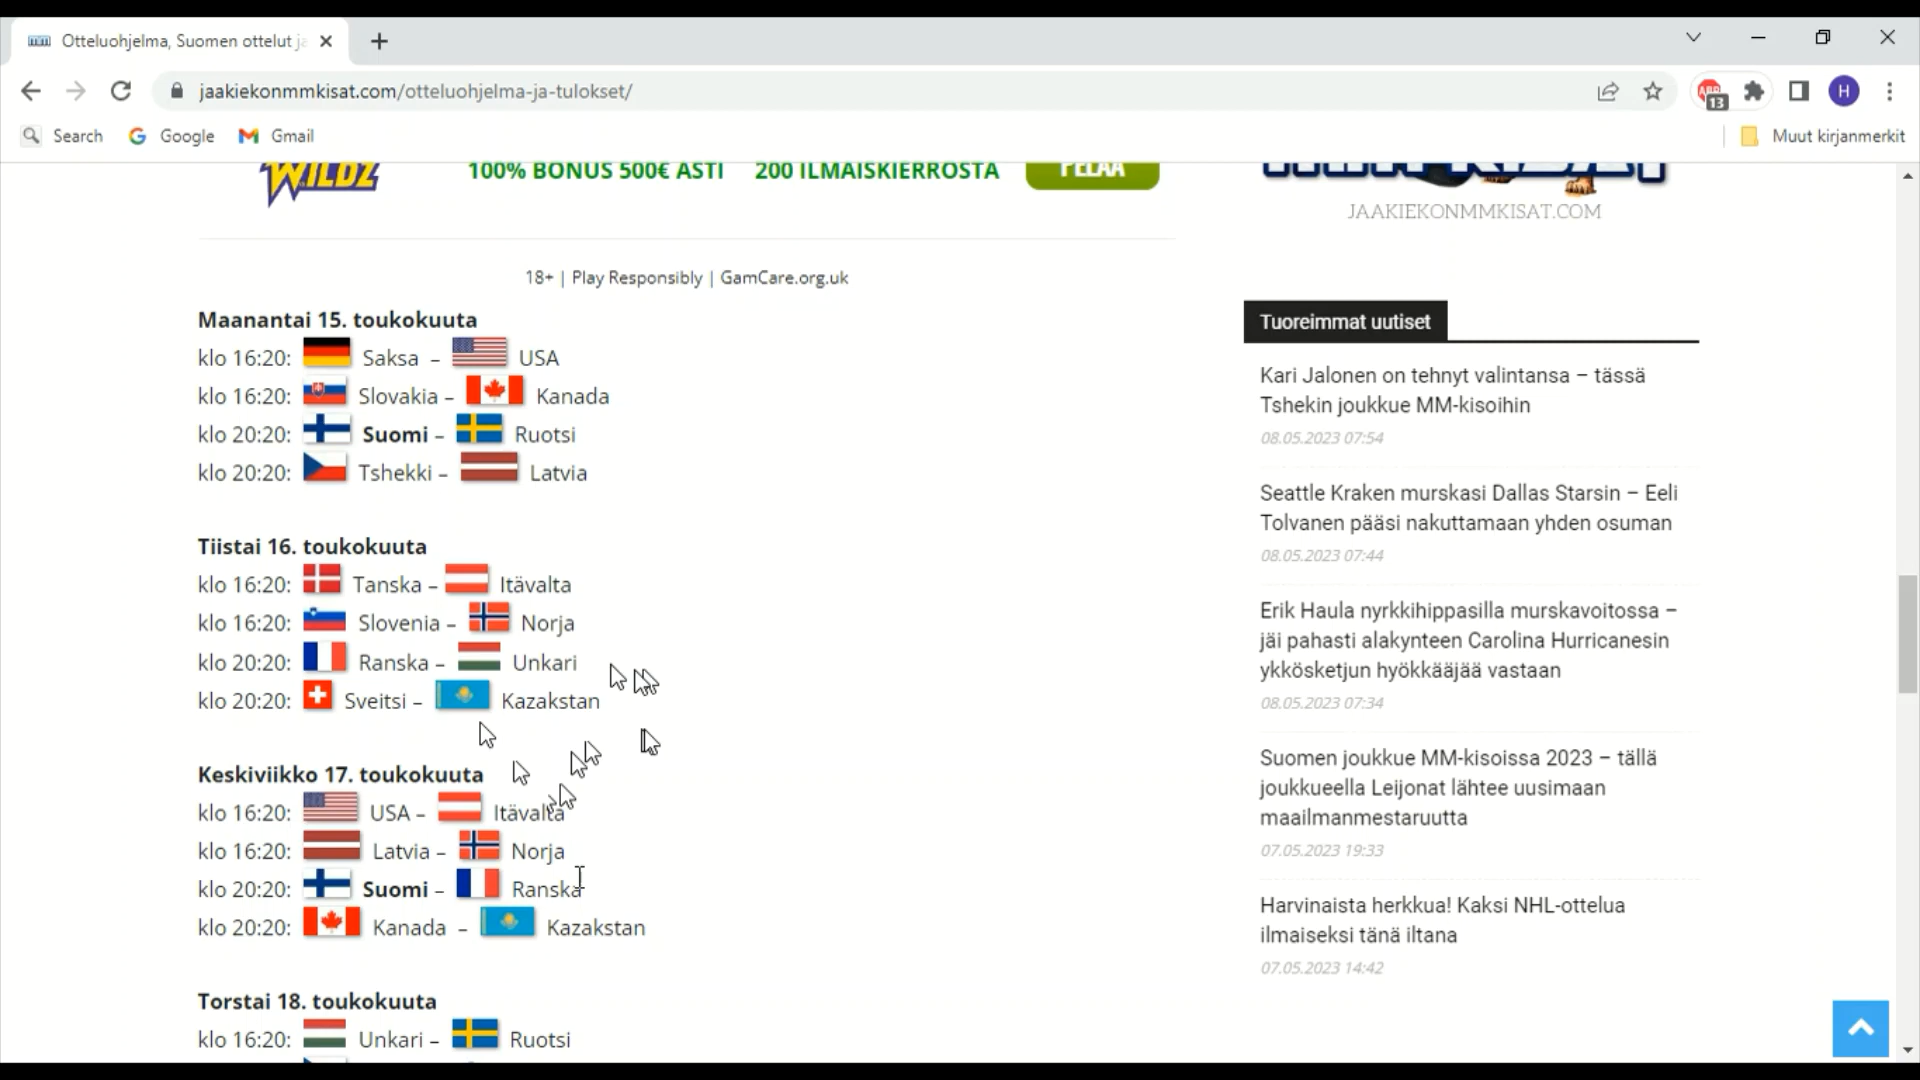 Otteluohjelma, Suomen ottelut ja
jaakiekonmmkisat.com/otteluohjelma-ja-tulokset/
ABP
13
H
Search
Google
Gmail
Muut kirjanmerkit
WILDZ
100% BONUS 500€ ASTI
200 ILMAISKIERROSTA
PELAA
JAAKIEKONMMKISAT.COM
18+ | Play Responsibly | GamCare.org.uk
Maanantai 15. toukokuuta
klo 16:20: Saksa – USA
klo 16:20: Slovakia – Kanada
klo 20:20: Suomi – Ruotsi
klo 20:20: Tshekki – Latvia
Tiistai 16. toukokuuta
klo 16:20: Tanska – Itävalta
klo 16:20: Slovenia – Norja
klo 20:20: Ranska – Unkari
klo 20:20: Sveitsi – Kazakstan
Keskiviikko 17. toukokuuta
klo 16:20: USA – Itävalta
klo 16:20: Latvia – Norja
klo 20:20: Suomi – Ranska
klo 20:20: Kanada – Kazakstan
Torstai 18. toukokuuta
klo 16:20: Unkari – Ruotsi
Tuoreimmat uutiset
Kari Jalonen on tehnyt valintansa – tässä
Tshekin joukkue MM-kisoihin
08.05.2023 07:54
Seattle Kraken murskasi Dallas Starsin – Eeli
Tolvanen pääsi nakuttamaan yhden osuman
08.05.2023 07:44
Erik Haula nyrkkihippasilla murskavoitossa –
jäi pahasti alakynteen Carolina Hurricanesin
ykkösketjun hyökkääjää vastaan
08.05.2023 07:34
Suomen joukkue MM-kisoissa 2023 – tällä
joukkueella Leijonat lähtee uusimaan
maailmanmestaruutta
07.05.2023 19:33
Harvinaista herkkua! Kaksi NHL-ottelua
ilmaiseksi tänä iltana
07.05.2023 14:42